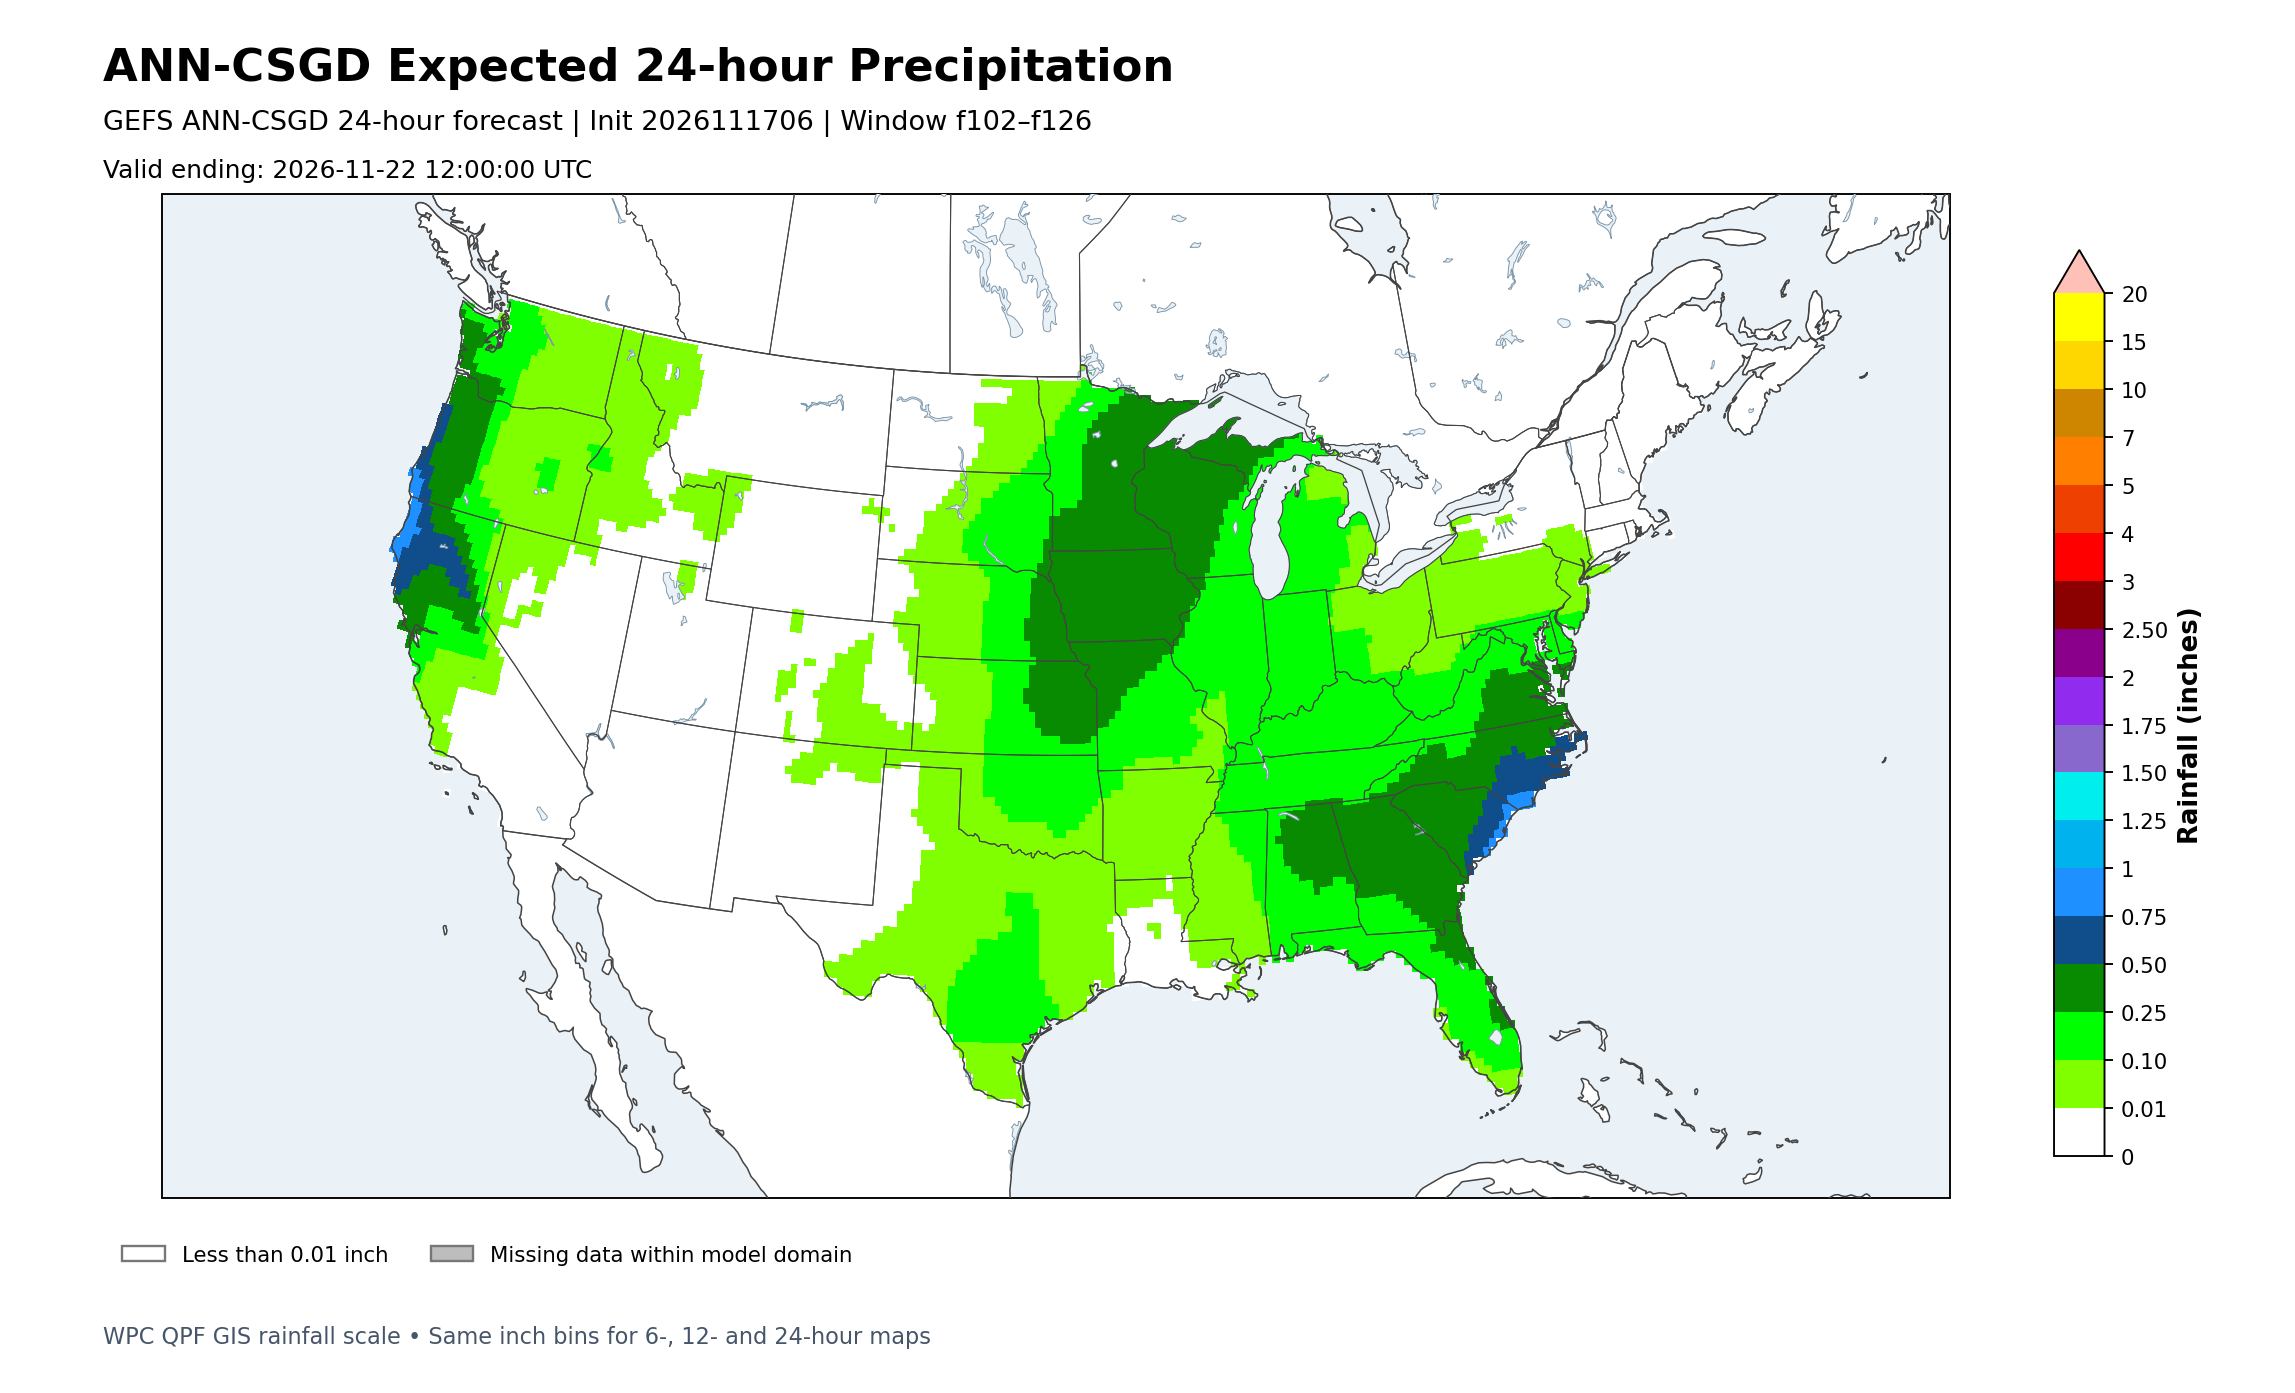 ANN-CSGD Expected 24-hour Precipitation
GEFS ANN-CSGD 24-hour forecast | Init 2026111706 | Window f102–f126
Valid ending: 2026-11-22 12:00:00 UTC
20
15
10
7
5
4
3
2.50
2
1.75
1.50
1.25
1
0.75
0.50
0.25
0.10
0.01
0
Rainfall (inches)
Less than 0.01 inch
Missing data within model domain
WPC QPF GIS rainfall scale • Same inch bins for 6-, 12- and 24-hour maps